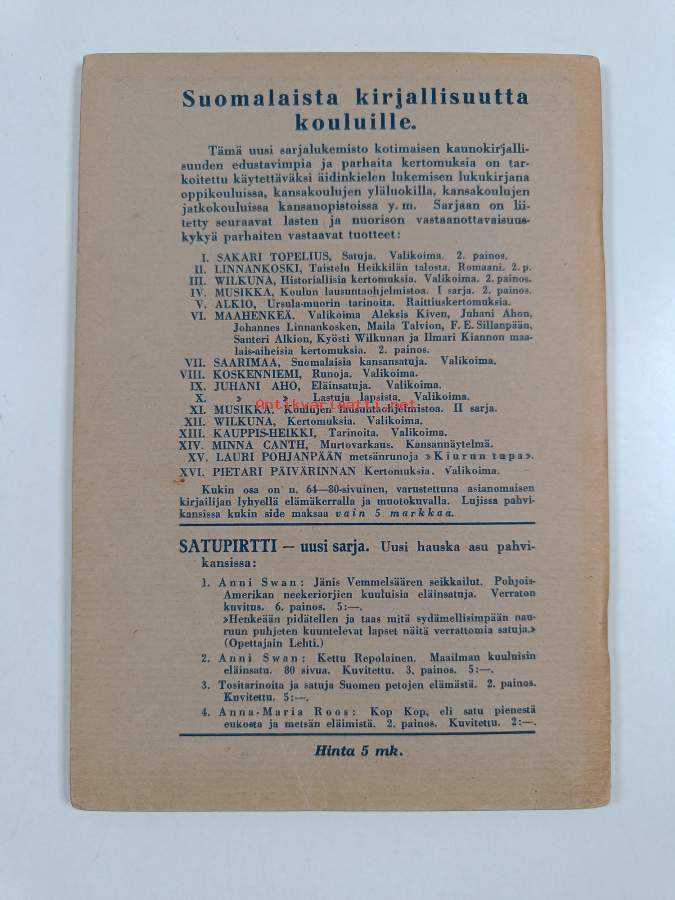 Suomalaista kirjallisuutta
kouluille.
Tämä uusi sarjalukemisto kotimaisen kaunokirjalli-
suuden edustavimpia ja parhaita kertomuksia on tar-
koitettu käytettäväksi äidinkielen lukemisen lukukirjana
oppikouluissa, kansakoulujen yläluokilla, kansakoulujen
jatkokouluissa kansanopistoissa y. m. Sarjaan on lii-
tetty seuraavat lasten ja nuorison vastaanottavaisuus-
kykyä parhaiten vastaavat tuotteet:
I. SAKARI TOPELIUS, Satuja. Valikoima. 2. painos.
II. LINNANKOSKI, Taistelu Heikkilän talosta. Romaani. 2. p.
III. WILKUNA, Historiallisia kertomuksia. Valikoima. 2. painos.
IV. MUSIKKA, Koulun lausuntaohjelmistoa. I sarja. 2. painos.
V. ALKIO, Ursula-muorin tarinoita. Raittiuskertomuksia.
VI. MAAHENKEÄ. Valikoima Aleksis Kiven, Juhani Ahon,
Johannes Linnankosken, Maila Talvion, F. E. Sillanpään,
Santeri Alkion, Kyösti Wilkunan ja Ilmari Kiannon maa-
lais-aiheisia kertomuksia. 2. painos.
VII. SAARIMAA, Suomalaisia kansansatuja. Valikoima.
VIII. KOSKENNIEMI, Runoja. Valikoima.
IX. JUHANI AHO, Eläinsatuja. Valikoima.
X. » » Lastuja lapsista. Valikoima.
Antikvariaatti.net
XI. MUSIKKA: Koulujen lausuntaohjelmistoa. II sarja.
XII. WILKUNA, Kertomuksia. Valikoima.
XIII. KAUPPIS-HEIKKI, Tarinoita. Valikoima.
XIV. MINNA CANTH, Murtovarkaus. Kansannäytelmä.
XV. LAURI POHJANPÄÄN metsänrunoja »Kiurun tupa».
XVI. PIETARI PÄIVÄRINNAN Kertomuksia. Valikoima.
Kukin osa on n. 64—80-sivuinen, varustettuna asianomaisen
kirjailijan lyhyellä elämäkerralla ja muotokuvalla. Lujissa pahvi-
kansissa kukin side maksaa vain 5 markkaa.
SATUPIRTTI — uusi sarja. Uusi hauska asu pahvi-
kansissa:
1. Anni Swan: Jänis Vemmelsäären seikkailut. Pohjois-
Amerikan neekeriorjien kuuluisia eläinsatuja. Verraton
kuvitus. 6. painos. 5:—.
»Henkeään pidätellen ja taas mitä sydämellisimpään nau-
ruun puhjeten kuuntelevat lapset näitä verrattomia satuja.»
(Opettajain Lehti.)
2. Anni Swan: Kettu Repolainen. Maailman kuuluisin
eläinsatu. 80 sivua. Kuvitettu. 3. painos. 5:—.
3. Tositarinoita ja satuja Suomen petojen elämästä. 2. painos.
Kuvitettu. 5:—.
4. Anna-Maria Roos: Kop Kop, eli satu pienestä
eukosta ja metsän eläimistä. 2. painos. Kuvitettu. 2:—.
Hinta 5 mk.